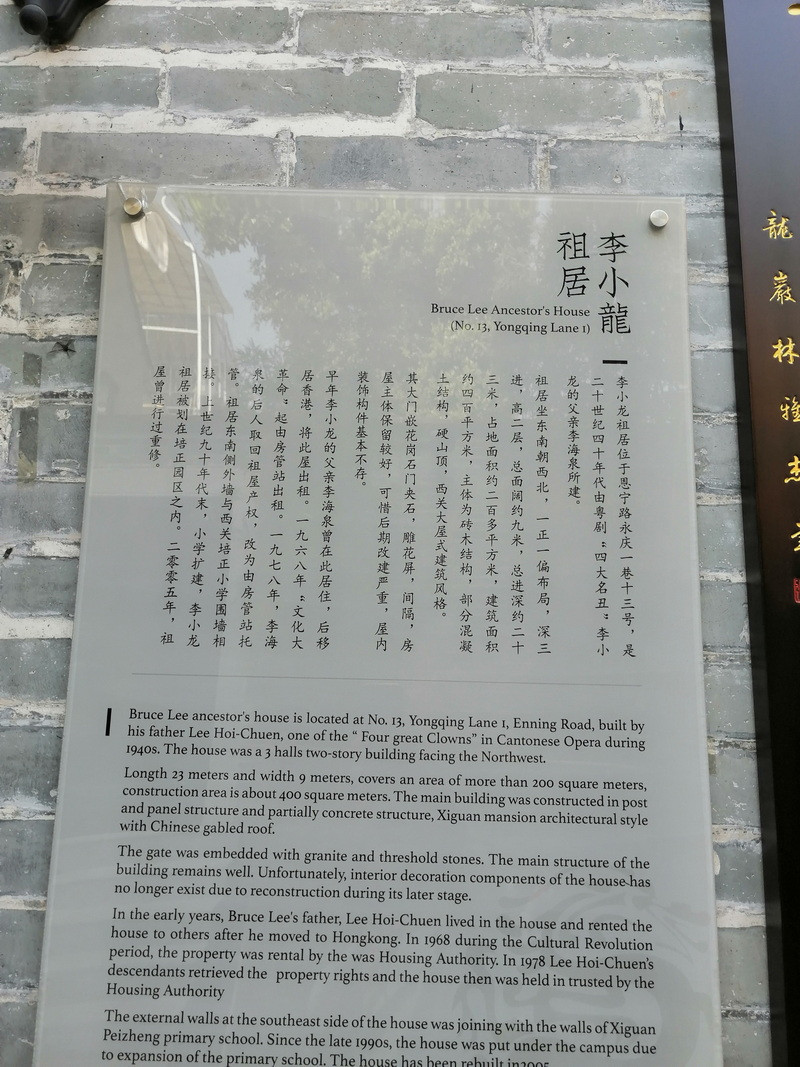 李小龍
祖居
Bruce Lee Ancestor's House
(No. 13, Yongqing Lane 1)
李小龙祖居位于恩宁路永庆一巷十三号，是
二十世纪四十年代由粤剧“四大名丑”李小
龙的父亲李海泉所建。
祖居坐东南朝西北，一正一偏布局，深三
进，高二层，总面阔约九米，总进深约二十
三米，占地面积约二百多平方米，建筑面积
约四百平方米，主体为砖木结构，部分混凝
土结构，硬山顶，西关大屋式建筑风格。
其大门嵌花岗石门夹石，雕花屏，间隔，房
屋主体保留较好，可惜后期改建严重，屋内
装饰构件基本不存。
早年李小龙的父亲李海泉曾在此居住，后移
居香港，将此屋出租。一九六八年“文化大
革命”起由房管站出租。一九七八年，李海
泉的后人取回祖屋产权，改为由房管站托
管。祖居东南侧外墙与西关培正小学围墙相
接。上世纪九十年代末，小学扩建，李小龙
祖居被划在培正园区之内。二零零五年，祖
屋曾进行过重修。
Bruce Lee ancestor's house is located at No. 13, Yongqing Lane 1, Enning Road, built by
his father Lee Hoi-Chuen, one of the “ Four great Clowns” in Cantonese Opera during
1940s. The house was a 3 halls two-story building facing the Northwest.
Length 23 meters and width 9 meters, covers an area of more than 200 square meters,
construction area is about 400 square meters. The main building was constructed in post
and panel structure and partially concrete structure, Xiguan mansion architectural style
with Chinese gabled roof.
The gate was embedded with granite and threshold stones. The main structure of the
building remains well. Unfortunately, interior decoration components of the house has
no longer exist due to reconstruction during its later stage.
In the early years, Bruce Lee's father, Lee Hoi-Chuen lived in the house and rented the
house to others after he moved to Hongkong. In 1968 during the Cultural Revolution
period, the property was rental by the was Housing Authority. In 1978 Lee Hoi-Chuen's
descendants retrieved the property rights and the house then was held in trusted by the
Housing Authority
The external walls at the southeast side of the house was joining with the walls of Xiguan
Peizheng primary school. Since the late 1990s, the house was put under the campus due
to expansion of the primary school. The house has been rebuilt in2005
龍巖林雅杰